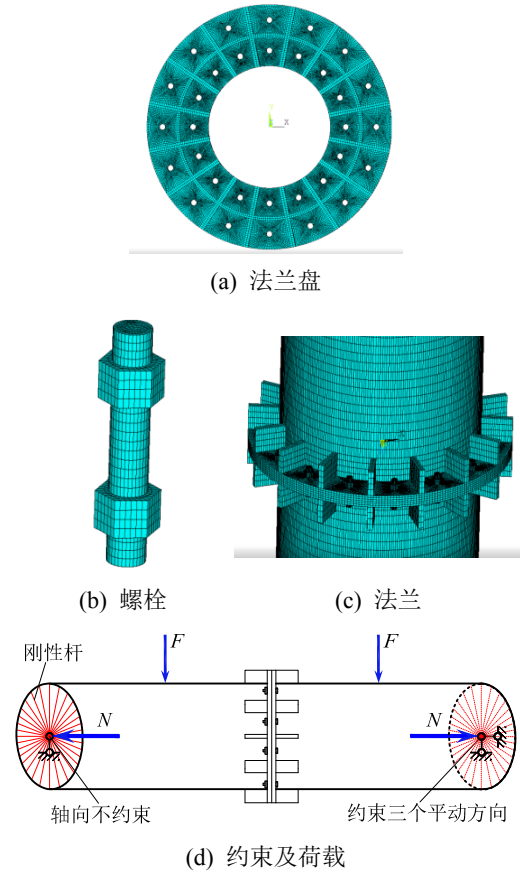 X
(a) 法兰盘
(b) 螺栓
(c) 法兰
刚性杆
F
F
N
N
轴向不约束
约束三个平动方向
(d) 约束及荷载